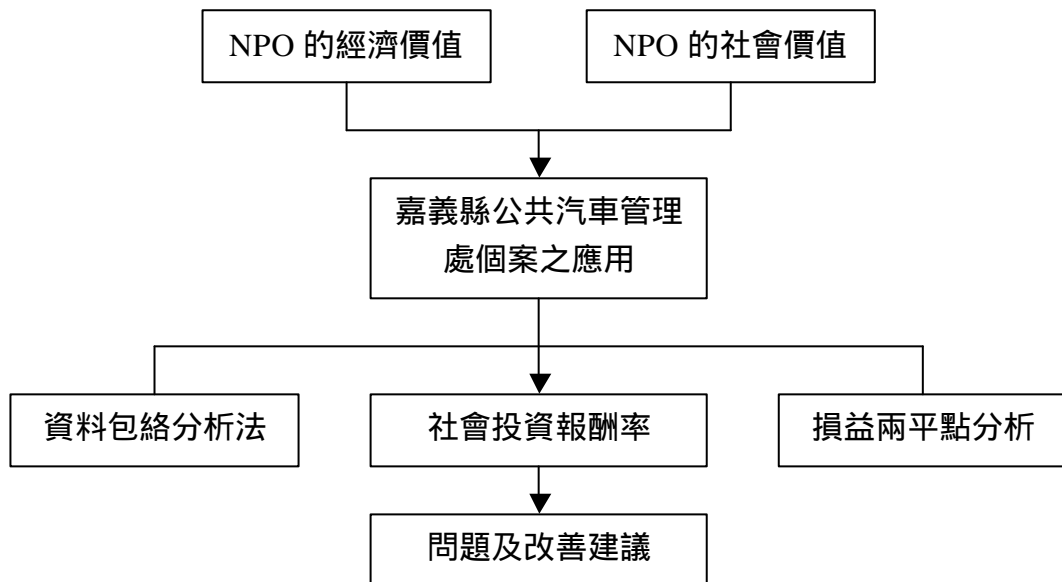 NPO 的經濟價值
NPO 的社會價值
嘉義縣公共汽車管理
處個案之應用
資料包絡分析法
社會投資報酬率
損益兩平點分析
問題及改善建議